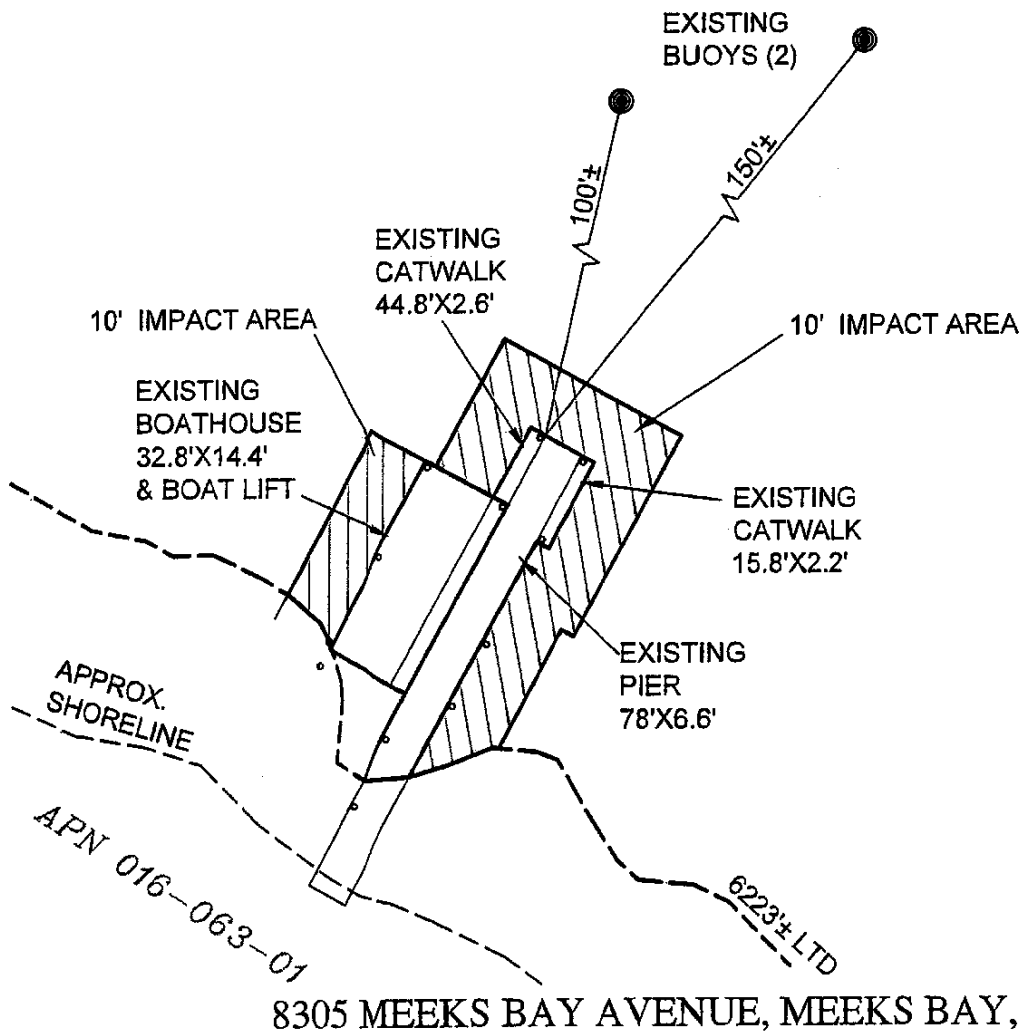 EXISTING
BUOYS (2)
100'±
150'±
EXISTING
CATWALK
44.8'X2.6'
10' IMPACT AREA
10' IMPACT AREA
EXISTING
BOATHOUSE
32.8'X14.4'
& BOAT LIFT
EXISTING
CATWALK
15.8'X2.2'
EXISTING
PIER
78'X6.6'
APPROX.
SHORELINE
APN 016-063-01
6223'± LTD
8305 MEEKS BAY AVENUE, MEEKS BAY,